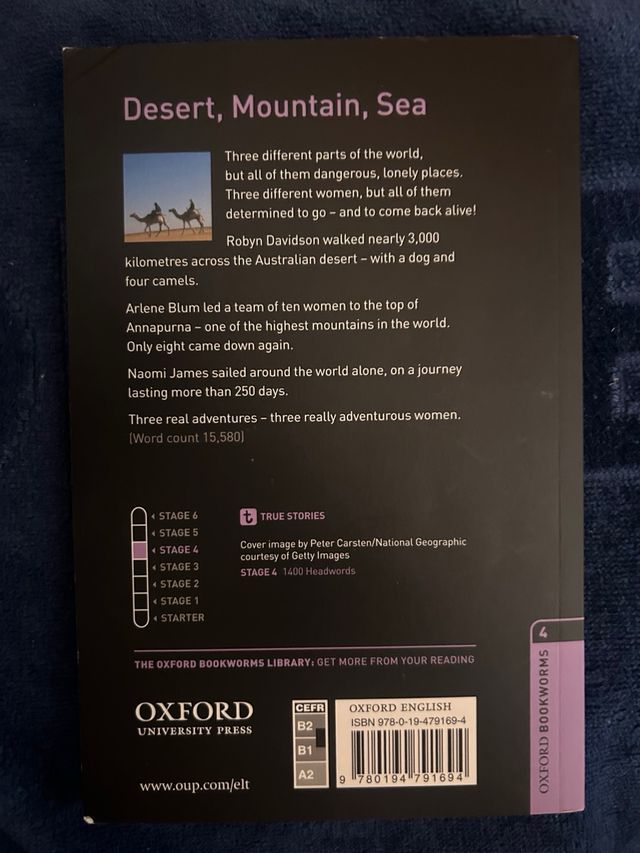 Desert, Mountain, Sea
Three different parts of the world,
but all of them dangerous, lonely places.
Three different women, but all of them
determined to go – and to come back alive!
Robyn Davidson walked nearly 3,000
kilometres across the Australian desert – with a dog and
four camels.
Arlene Blum led a team of ten women to the top of
Annapurna – one of the highest mountains in the world.
Only eight came down again.
Naomi James sailed around the world alone, on a journey
lasting more than 250 days.
Three real adventures – three really adventurous women.
(Word count 15,580)
STAGE 6
STAGE 5
STAGE 4
STAGE 3
STAGE 2
STAGE 1
STARTER
t TRUE STORIES
Cover image by Peter Carsten/National Geographic
courtesy of Getty Images
STAGE 4 1400 Headwords
THE OXFORD BOOKWORMS LIBRARY: GET MORE FROM YOUR READING
OXFORD
UNIVERSITY PRESS
www.oup.com/elt
CEFR
B2
B1
A2
OXFORD ENGLISH
ISBN 978-0-19-479169-4
9 780194 791694
4
OXFORD BOOKWORMS